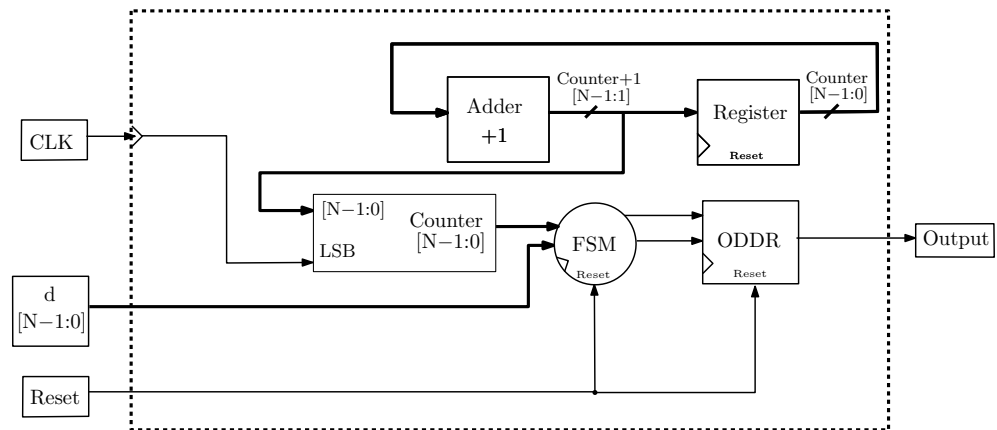 Counter+1
[N−1:1]
Counter
[N−1:0]
Adder
+1
Register
Reset
CLK
[N−1:0]
Counter
[N−1:0]
LSB
FSM
Reset
ODDR
Reset
Output
d
[N−1:0]
Reset